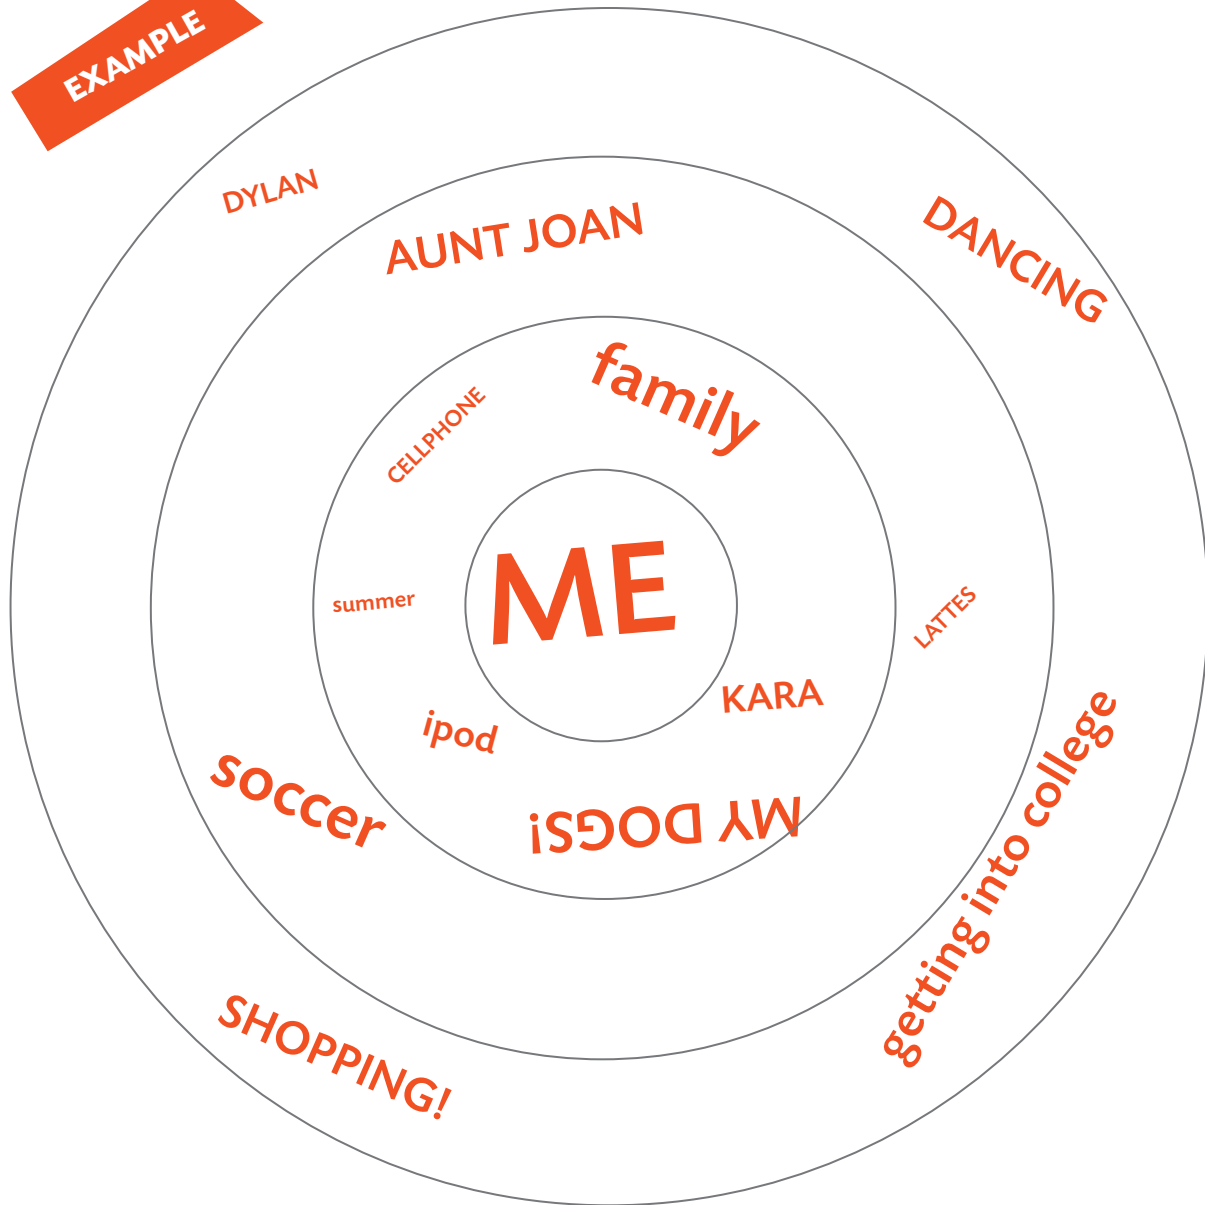 EXAMPLE
DYLAN
AUNT JOAN
DANCING
family
CELLPHONE
ME
summer
LATTES
KARA
ipod
soccer
MY DOGS!
getting into college
SHOPPING!